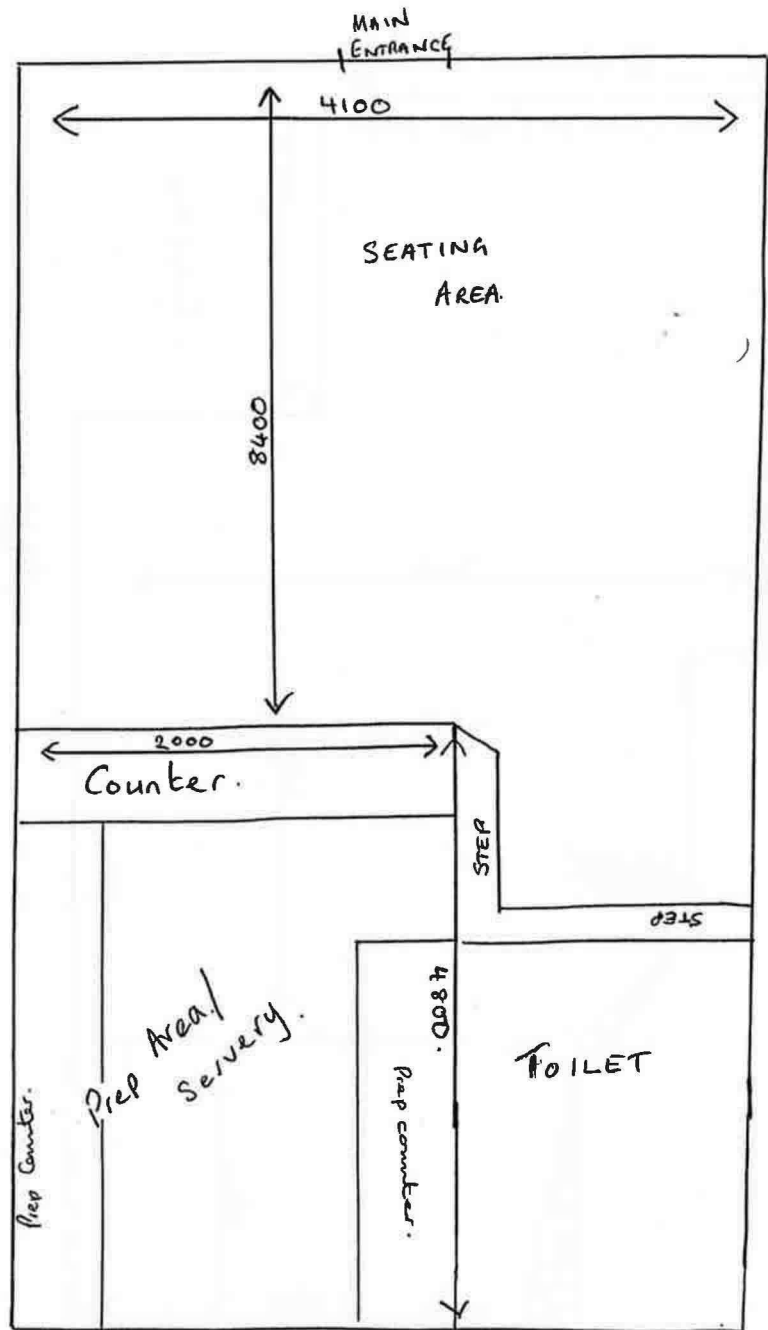 MAIN
ENTRANCE
4100
SEATING
AREA.
8400
2000
Counter.
STEP
STEP
4800.
Prep Area/
Servery.
TOILET
Prep counter.
Prep Counter.